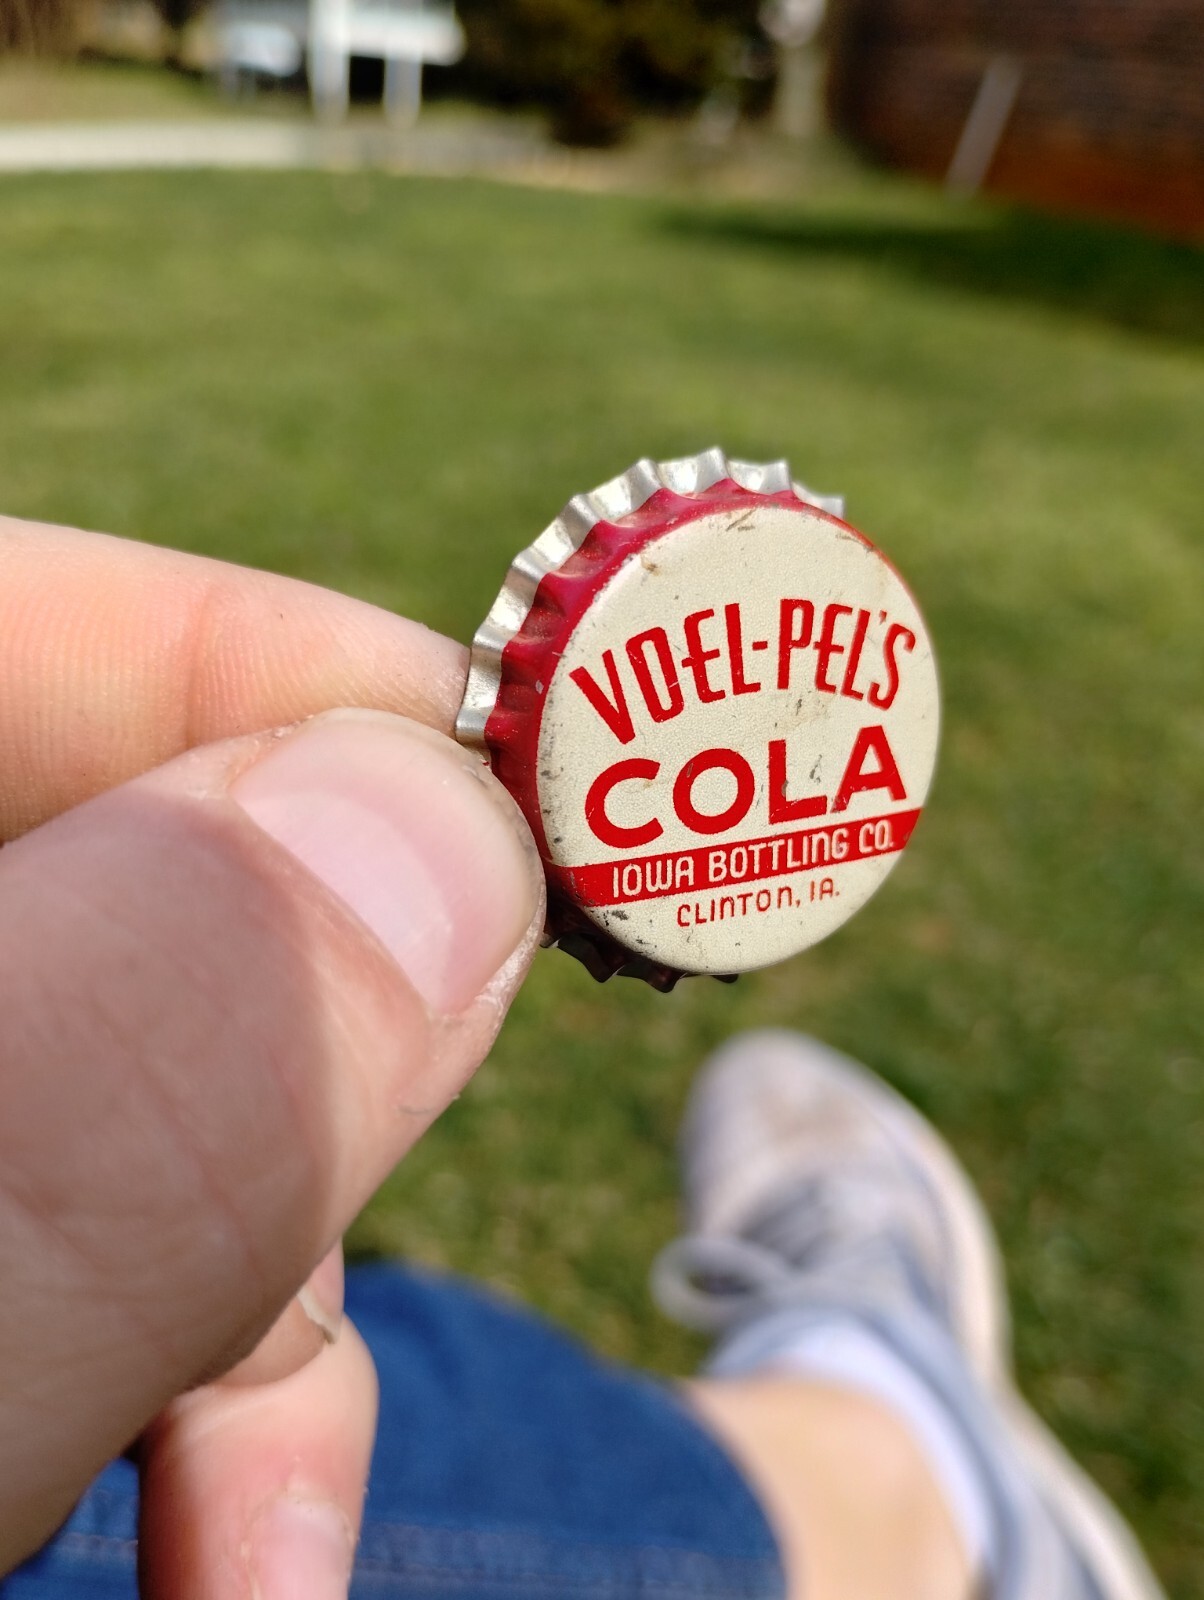 VOEL-PEL'S
COLA
IOWA BOTTLING CO.
CLINTON, IA.